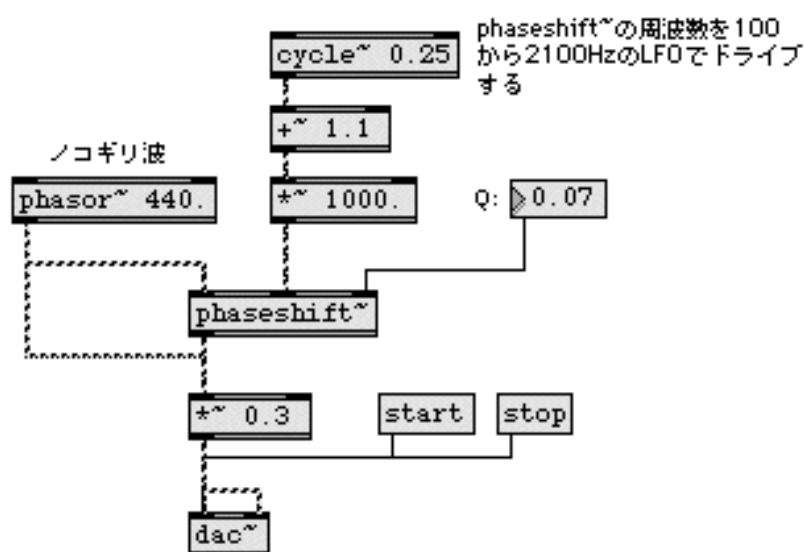 phaseshift~の周波数を100
から2100HzのLFOでドライブ
する
cycle~ 0.25
+~ 1.1
ノコギリ波
phasor~ 440.
*~ 1000.
Q: 0.07
phaseshift~
*~ 0.3
start
stop
dac~